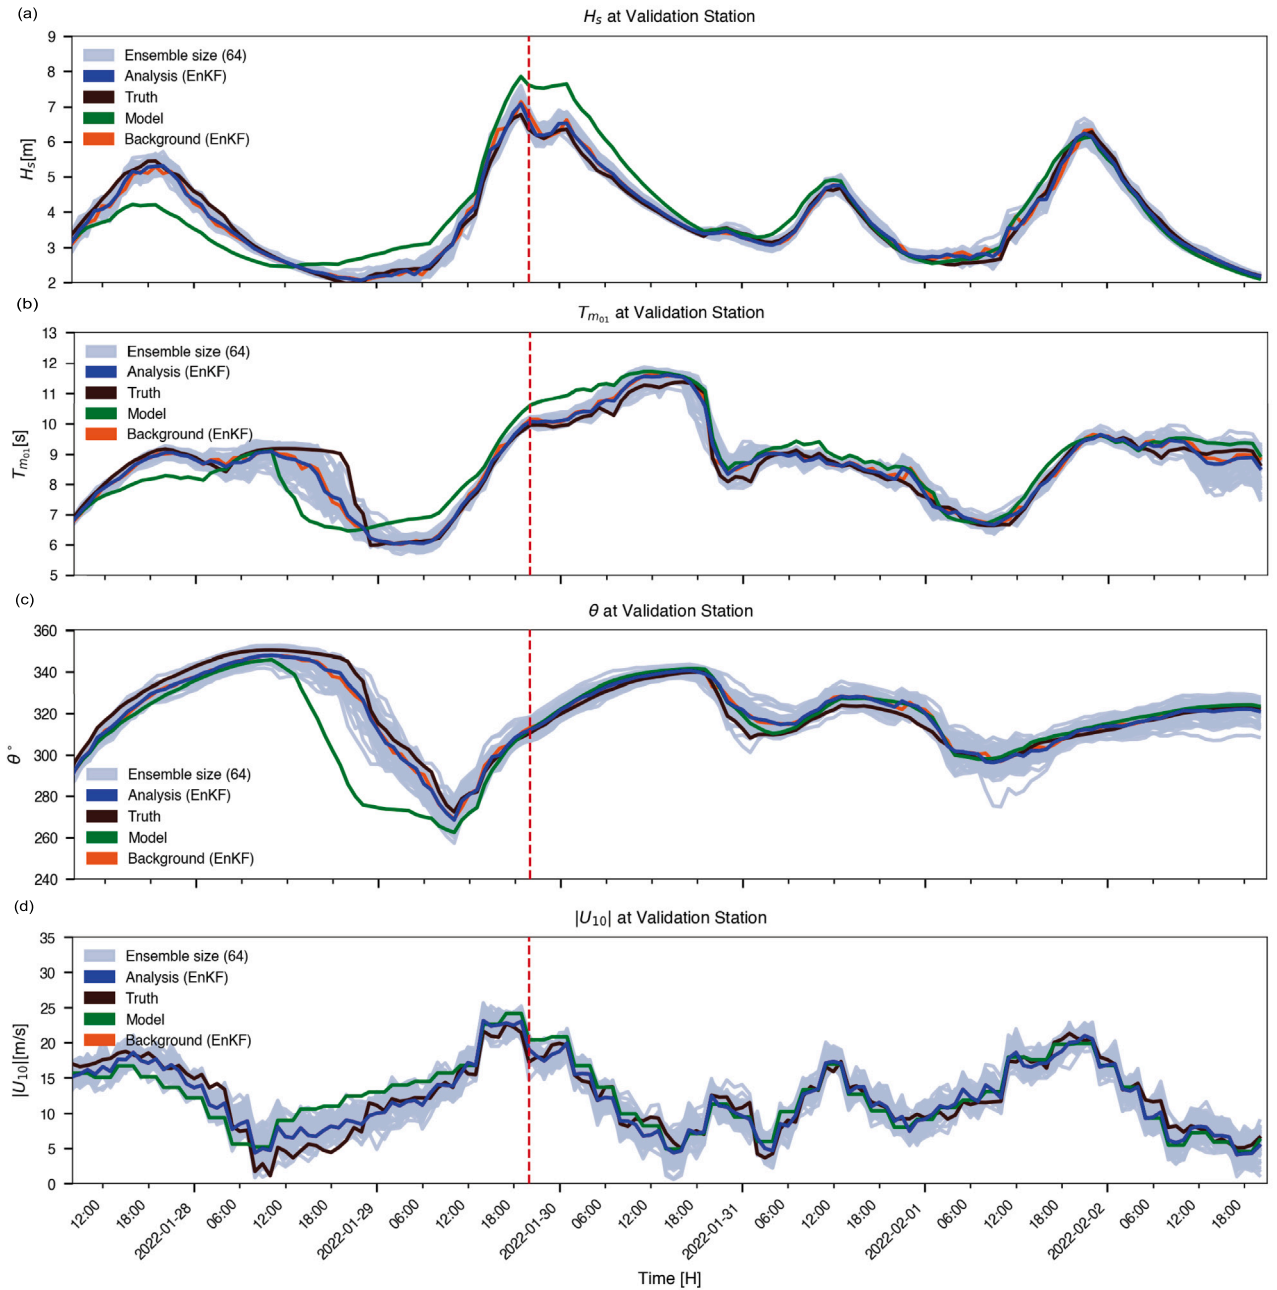 (a)
H_s at Validation Station
9
8
7
6
5
4
3
2
H_s[m]
Ensemble size (64)
Analysis (EnKF)
Truth
Model
Background (EnKF)
(b)
T_m01 at Validation Station
13
12
11
10
9
8
7
6
5
T_m01[s]
Ensemble size (64)
Analysis (EnKF)
Truth
Model
Background (EnKF)
(c)
θ at Validation Station
360
340
320
300
280
260
240
θ°
Ensemble size (64)
Analysis (EnKF)
Truth
Model
Background (EnKF)
(d)
|U_10| at Validation Station
35
30
25
20
15
10
5
0
|U_10|[m/s]
Ensemble size (64)
Analysis (EnKF)
Truth
Model
Background (EnKF)
12:00 18:00 2022-01-28 06:00 12:00 18:00 2022-01-29 06:00 12:00 18:00 2022-01-30 06:00 12:00 18:00 2022-01-31 06:00 12:00 18:00 2022-02-01 06:00 12:00 18:00 2022-02-02 06:00 12:00 18:00
Time [H]